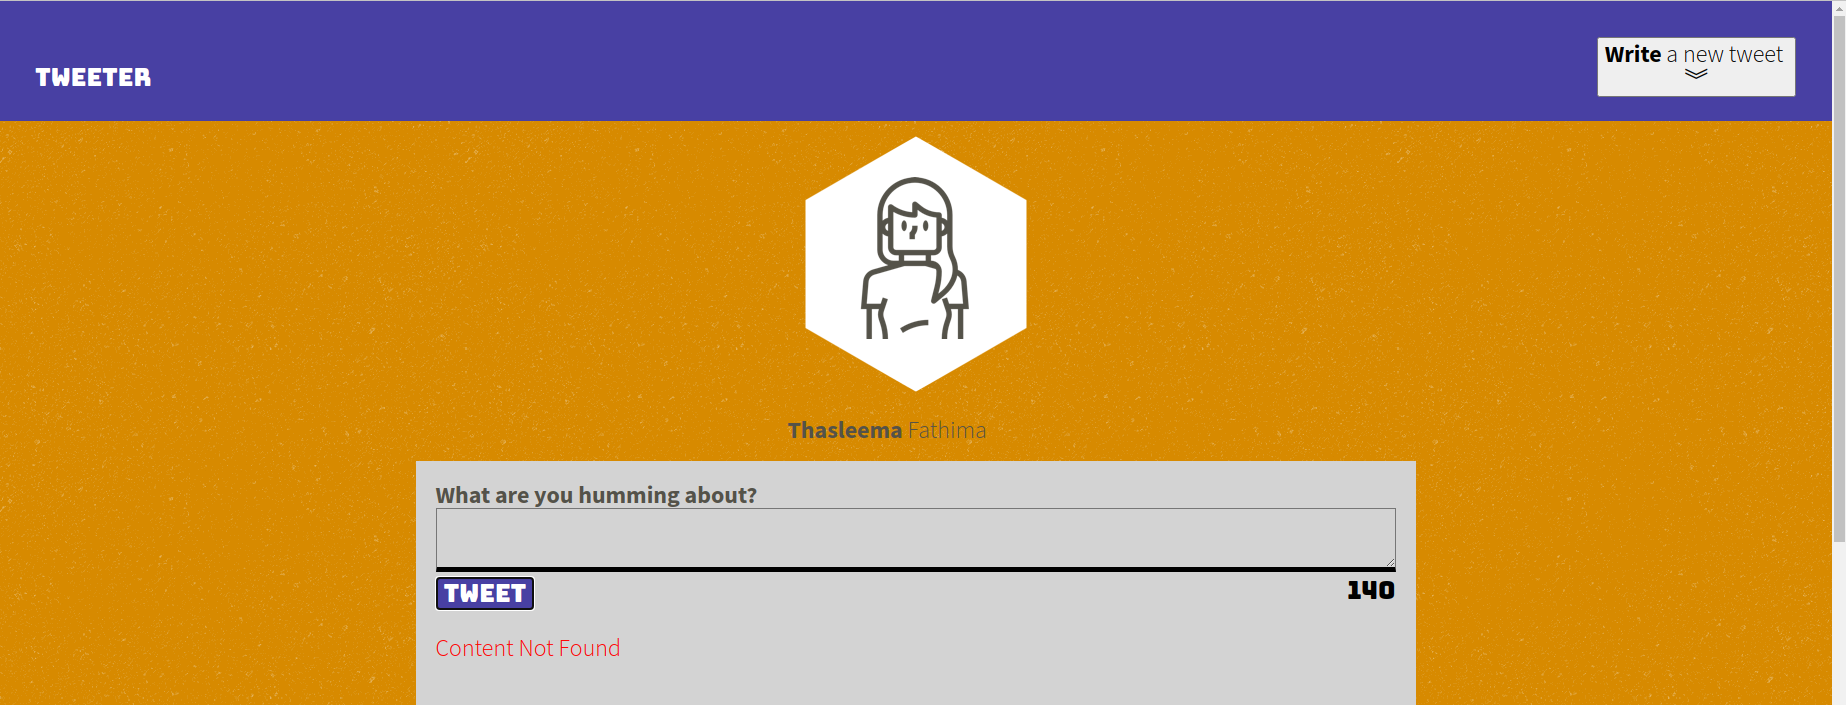 TWEETER
Write a new tweet
Thasleema Fathima
What are you humming about?
TWEET
140
Content Not Found